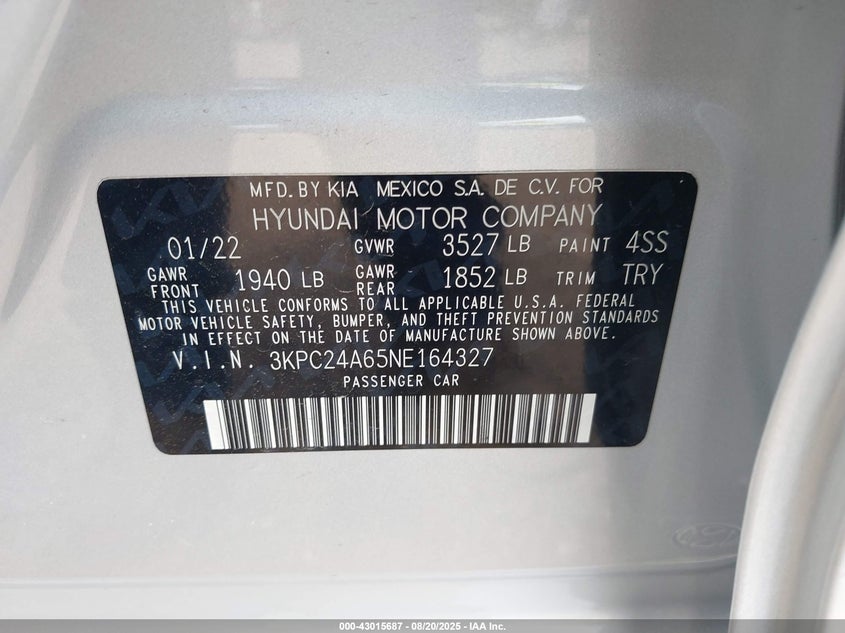 MFD. BY KIA MEXICO S.A. DE C.V. FOR
HYUNDAI MOTOR COMPANY
01/22 GVWR 3527 LB PAINT 4SS
GAWR FRONT 1940 LB GAWR REAR 1852 LB TRIM TRY
THIS VEHICLE CONFORMS TO ALL APPLICABLE U.S.A. FEDERAL
MOTOR VEHICLE SAFETY, BUMPER, AND THEFT PREVENTION STANDARDS
IN EFFECT ON THE DATE OF MANUFACTURE SHOWN ABOVE.
V.I.N. 3KPC24A65NE164327
PASSENGER CAR
000-43015687 - 08/20/2025 - IAA Inc.